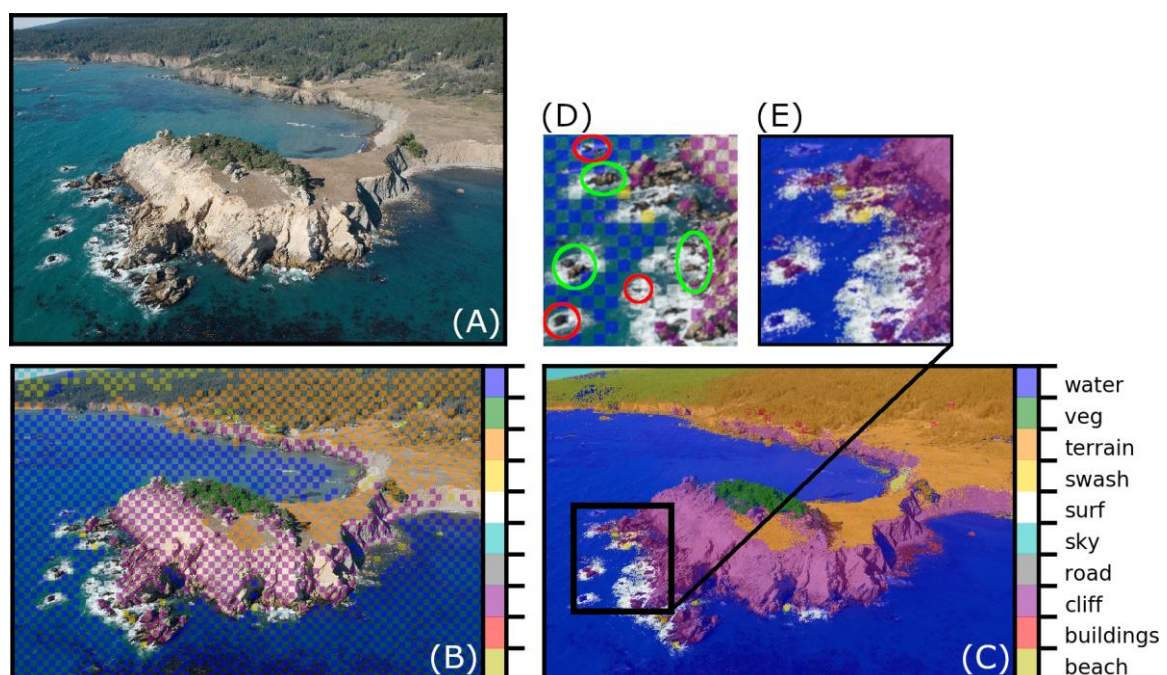 (A)
(D)
(E)
(B)
(C)
water
veg
terrain
swash
surf
sky
road
cliff
buildings
beach